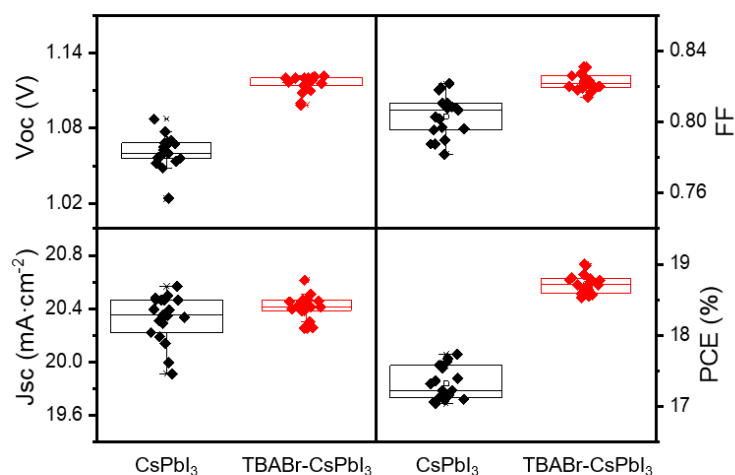 1.14
1.08
1.02
Voc (V)
0.84
0.80
0.76
FF
20.8
20.4
20.0
19.6
Jsc (mA·cm⁻²)
19
18
17
PCE (%)
CsPbI₃
TBABr-CsPbI₃
CsPbI₃
TBABr-CsPbI₃